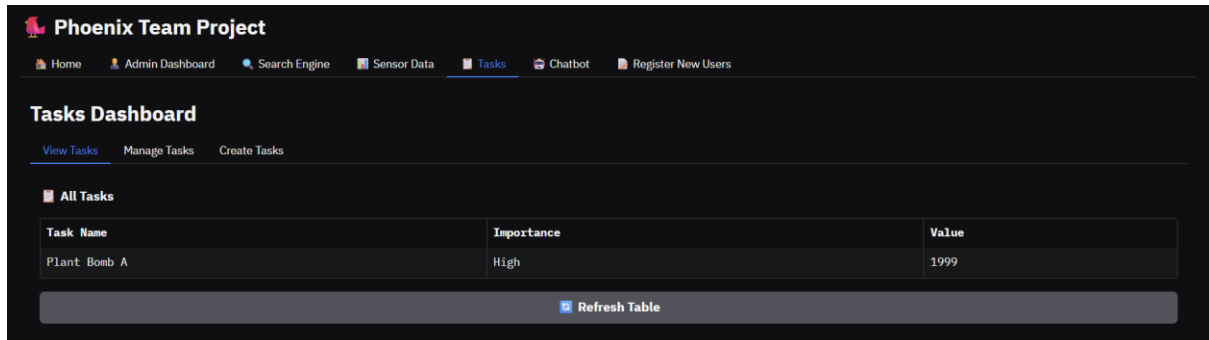 Phoenix Team Project
Home Admin Dashboard Search Engine Sensor Data Tasks Chatbot Register New Users
Tasks Dashboard
View Tasks Manage Tasks Create Tasks
All Tasks
Task Name Importance Value
Plant Bomb A High 1999
Refresh Table